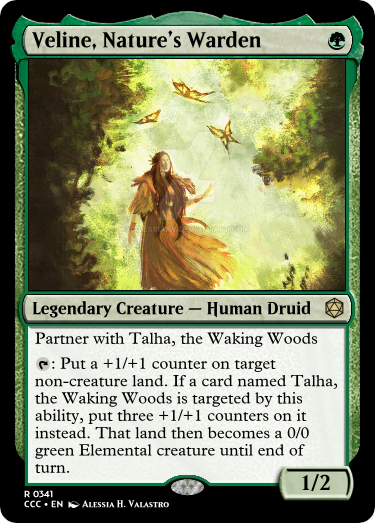 Veline, Nature's Warden
Legendary Creature — Human Druid
Partner with Talha, the Waking Woods
: Put a +1/+1 counter on target
non-creature land. If a card named Talha,
the Waking Woods is targeted by this
ability, put three +1/+1 counters on it
instead. That land then becomes a 0/0
green Elemental creature until end of
turn.
1/2
R 0341
CCC • EN Alessia H. Valastro